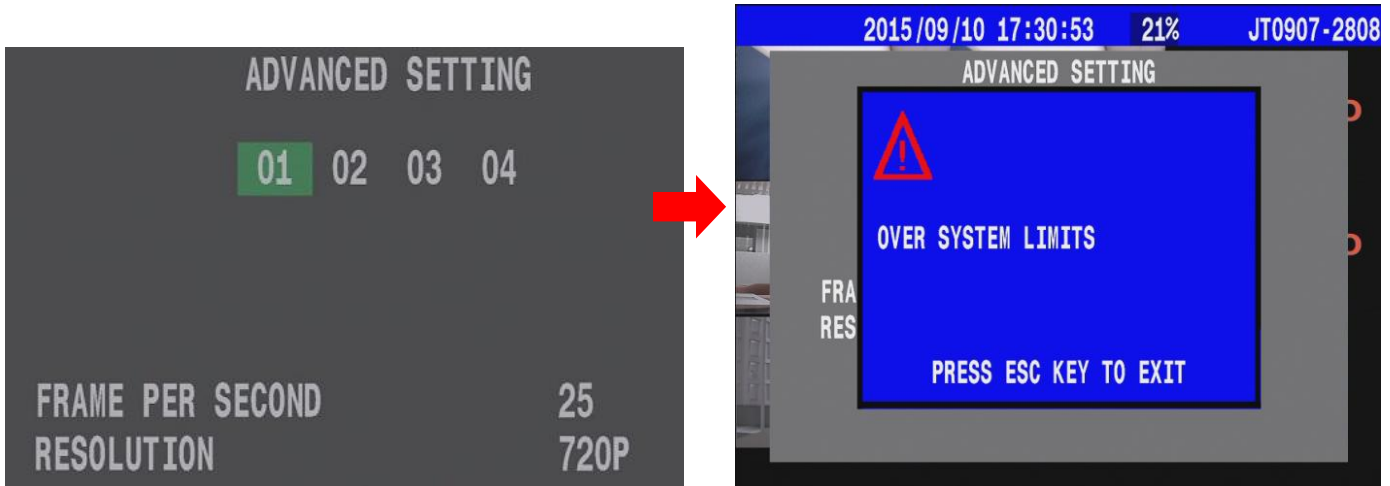 ADVANCED SETTING
01 02 03 04
FRAME PER SECOND 25
RESOLUTION 720P
2015/09/10 17:30:53 21% JT0907-2808
ADVANCED SETTING
OVER SYSTEM LIMITS
FRA
RES
PRESS ESC KEY TO EXIT